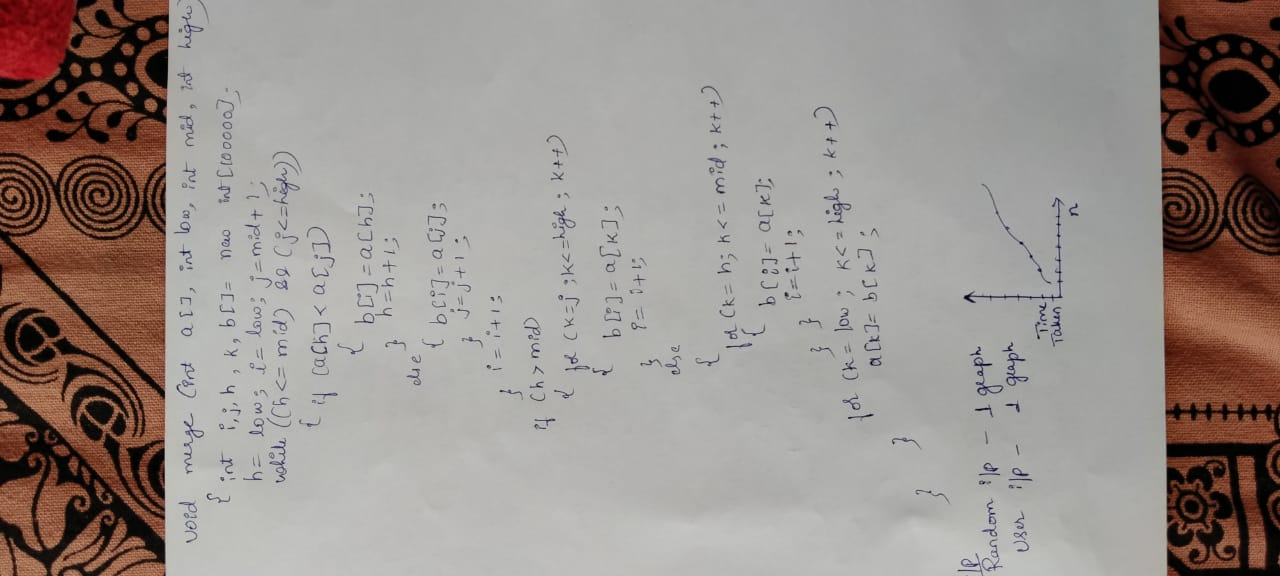 void merge (int a[], int low, int mid, int high)
{ int i, j, h, k, b[]= new int [100000];
h= low; i= low; j=mid+1;
while ((h<= mid) && (j<=high))
{ if (a[h] < a[j])
{
b[i] = a[h];
h=h+1;
}
else
{ b[i]= a[j];
j=j+1;
}
i= i+1;
}
if (h > mid)
{ for (k=j ;k<=high; k++)
{ b[i]= a[k];
i= i+1;
}
else
{
for (k= h; k<= mid; k++)
{
b[i]= a[k];
i=i+1;
} }
for (k= low ; k<= high ; k++)
a[k]= b[k] ;
}
}
i/p
Random i/p – 1 graph
User i/p – 1 graph
Time
Taken
n